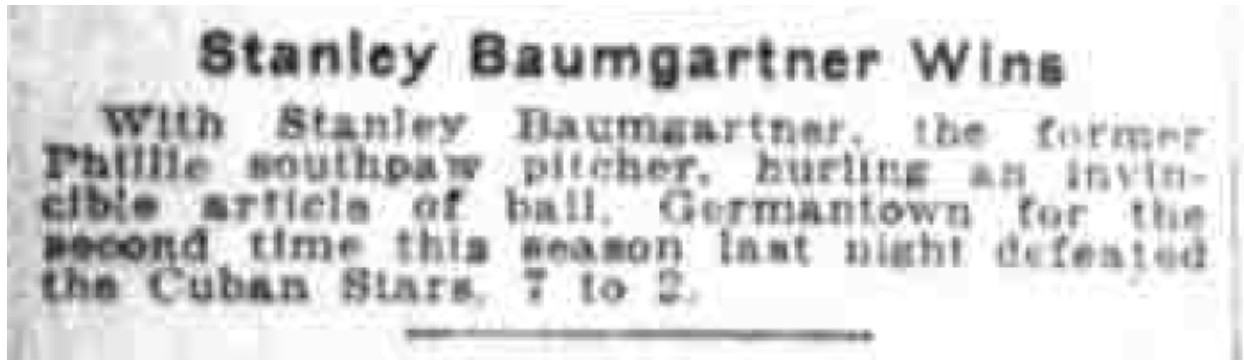 Stanley Baumgartner Wins
With Stanley Baumgartner, the former
Phillie southpaw pitcher, hurling an invin-
cible article of ball, Germantown for the
second time this season last night defeated
the Cuban Stars, 7 to 2.